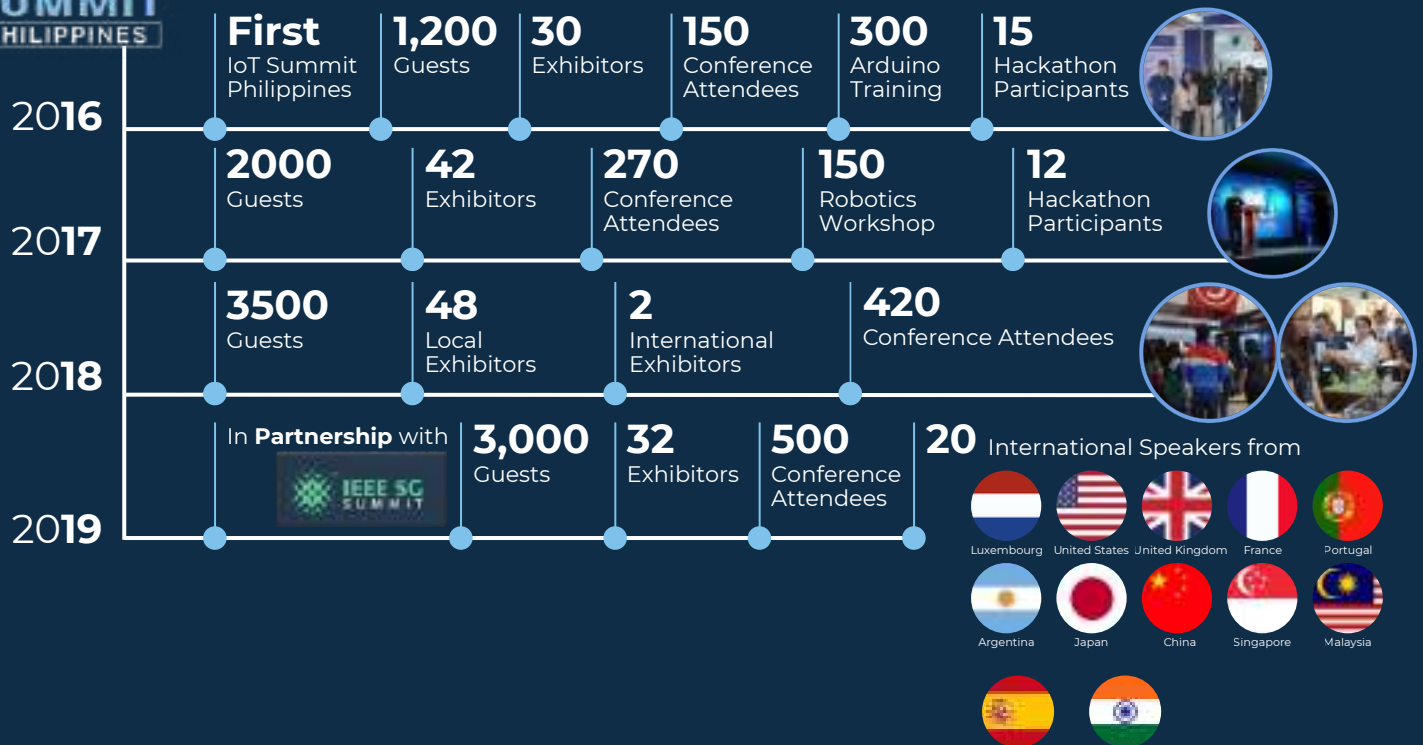 SUMMIT
PHILIPPINES
2016
First
IoT Summit
Philippines
1,200
Guests
30
Exhibitors
150
Conference
Attendees
300
Arduino
Training
15
Hackathon
Participants
2017
2000
Guests
42
Exhibitors
270
Conference
Attendees
150
Robotics
Workshop
12
Hackathon
Participants
2018
3500
Guests
48
Local
Exhibitors
2
International
Exhibitors
420
Conference Attendees
2019
In Partnership with
IEEE SG
SUMMIT
3,000
Guests
32
Exhibitors
500
Conference
Attendees
20 International Speakers from
Luxembourg United States United Kingdom France Portugal
Argentina Japan China Singapore Malaysia